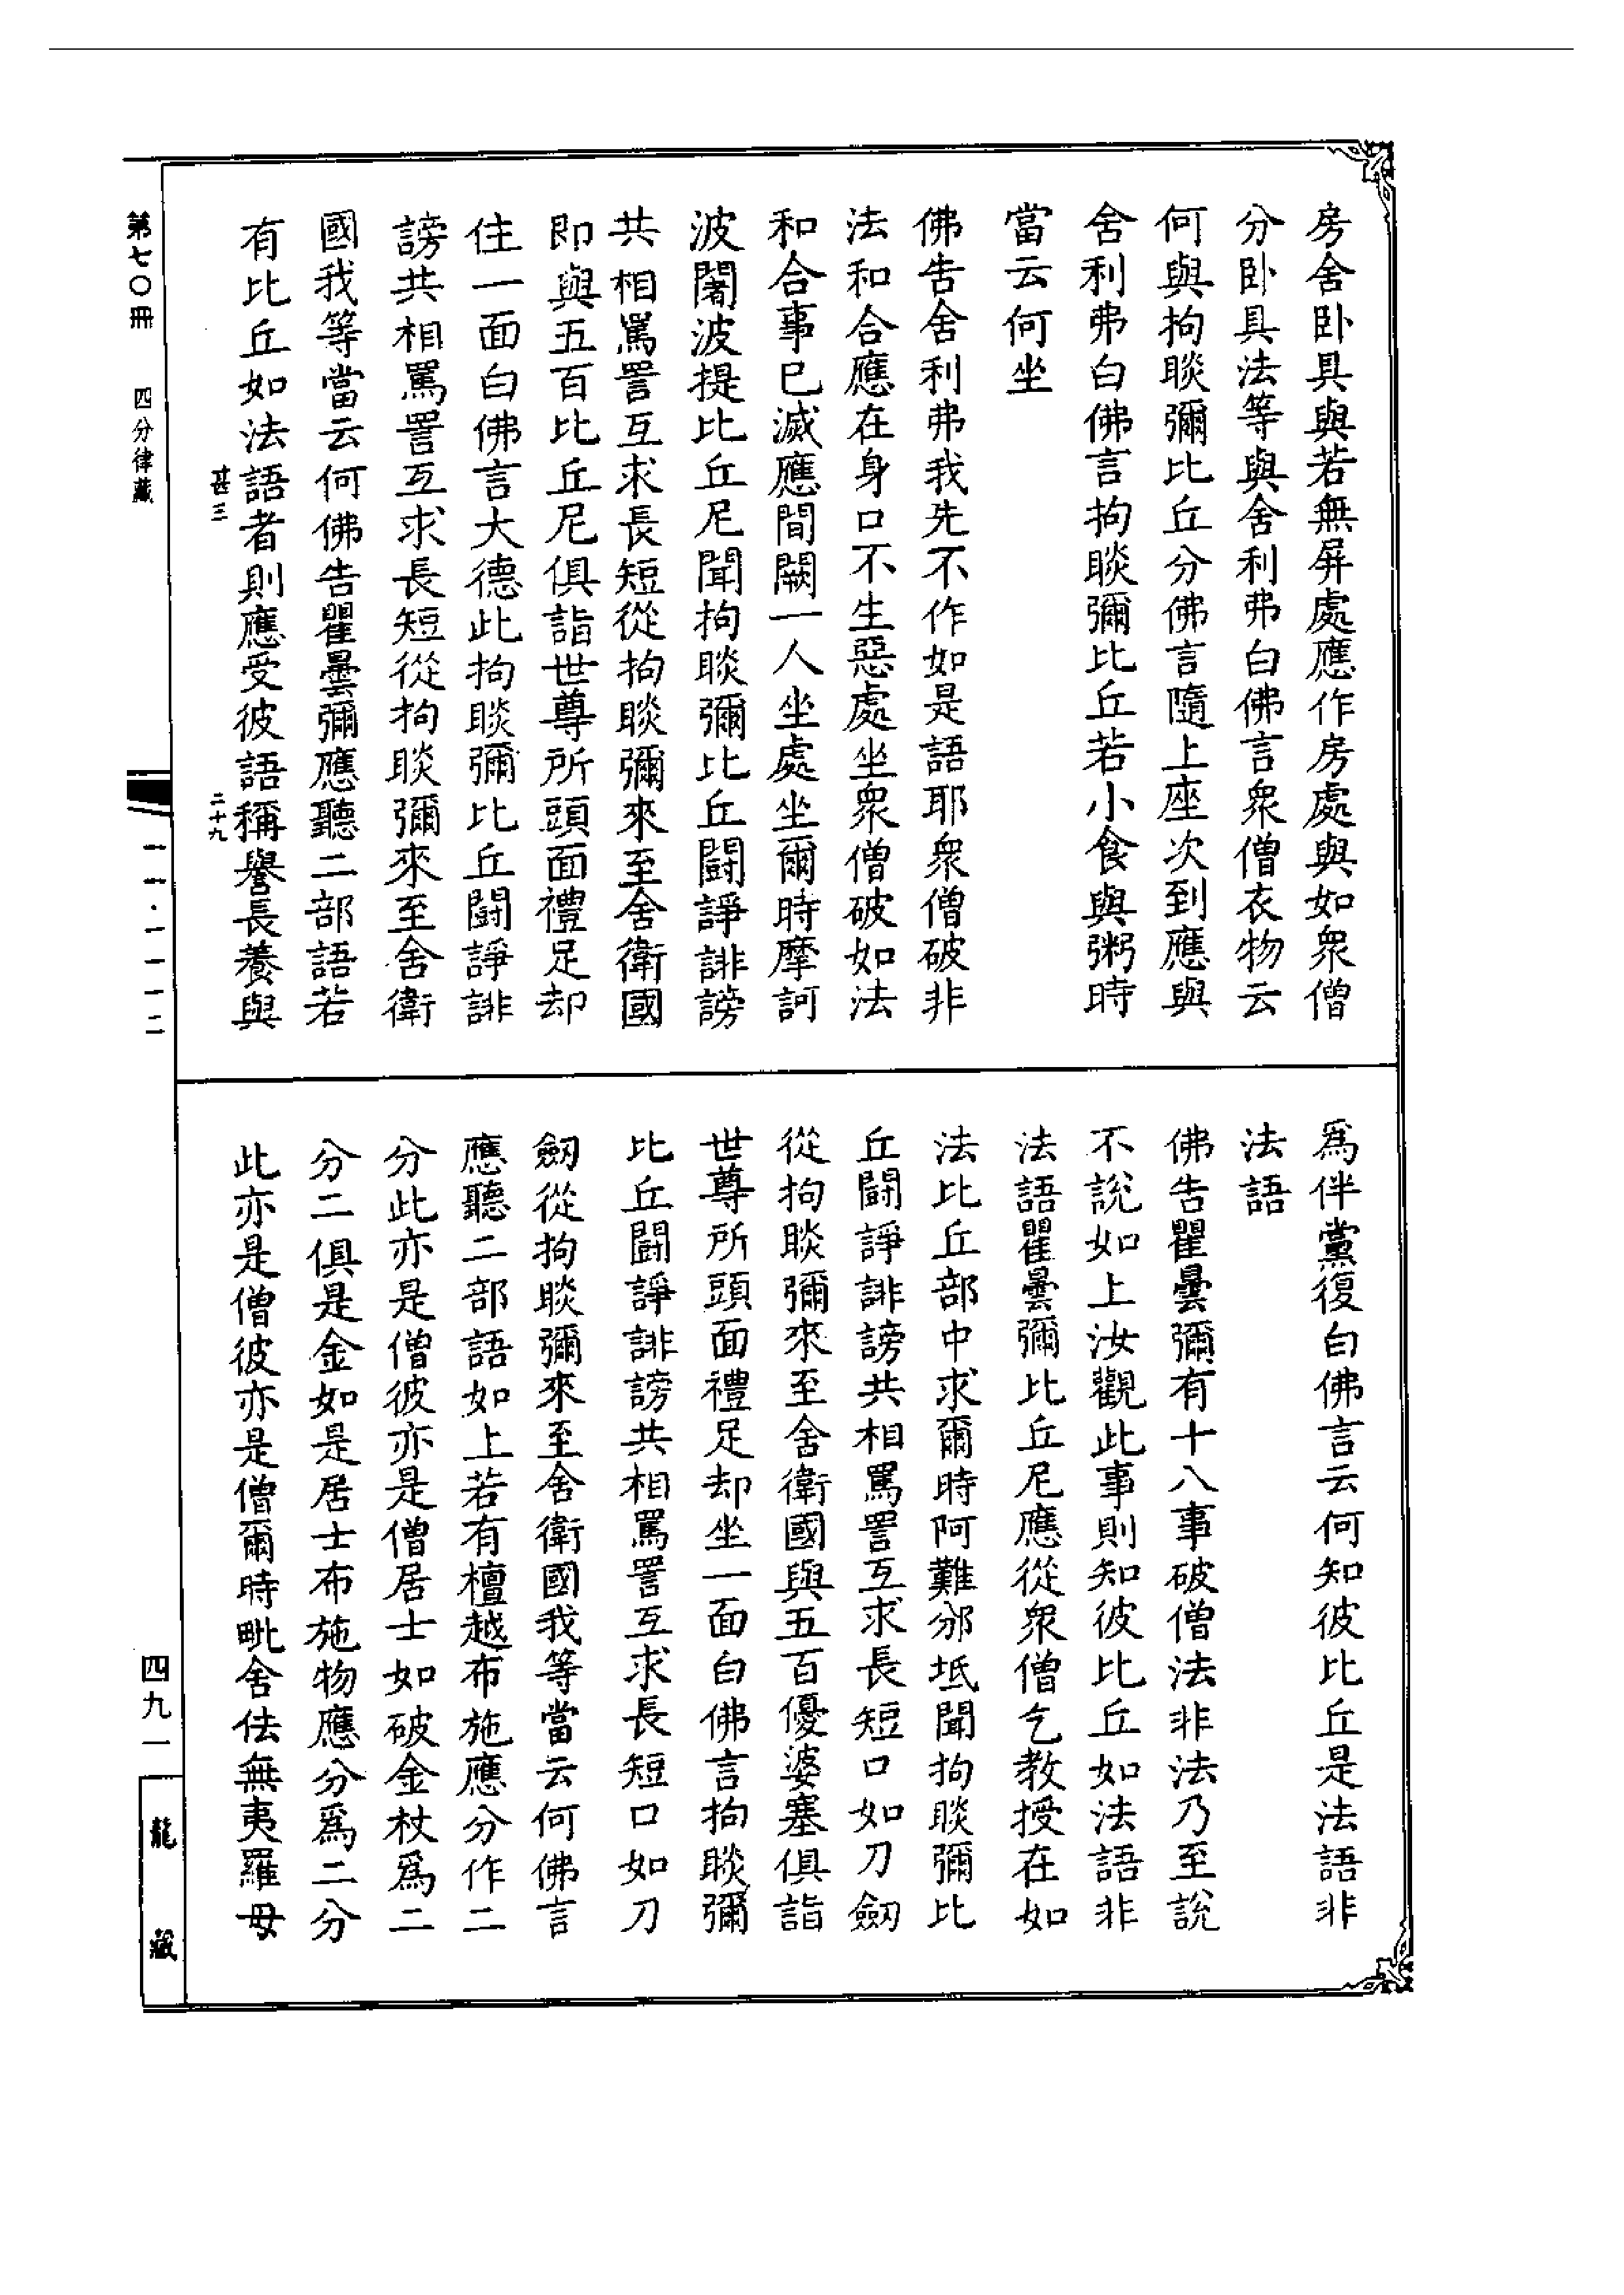 房舍卧具與若無屏處應作房處與如衆僧
分卧具法等與舍利弗白佛言衆僧衣物云
何與拘睒彌比丘分佛言隨上座次到應與
舍利弗白佛言拘睒彌比丘若小食與粥時
當云何坐
佛告舍利弗我先不作如是語耶衆僧破非
法和合應在身口不生惡處坐衆僧破如法
和合事已滅應間闕一人坐處坐爾時摩訶
波闍波提比丘尼聞拘睒彌比丘鬪諍誹謗
共相罵詈互求長短從拘睒彌來至舍衛國
即與五百比丘尼俱詣世尊所頭面禮足却
住一面白佛言大德此拘睒彌比丘鬪諍誹
謗共相罵詈互求長短從拘睒彌來至舍衛
國我等當云何佛告瞿曇彌應聽二部語若
有比丘如法語者則應受彼語稱譽長養與
甚三
二十九
爲伴黨復白佛言云何知彼比丘是法語非
法語
佛告瞿曇彌有十八事破僧法非法乃至說
不說如上汝觀此事則知彼比丘如法語非
法語瞿曇彌比丘尼應從衆僧乞教授在如
法比丘部中求爾時阿難邠坻聞拘睒彌比
丘鬪諍誹謗共相罵詈互求長短口如刀劒
從拘睒彌來至舍衛國與五百優婆塞俱詣
世尊所頭面禮足却坐一面白佛言拘睒彌
比丘鬪諍誹謗共相罵詈互求長短口如刀
劒從拘睒彌來至舍衛國我等當云何佛言
應聽二部語如上若有檀越布施應分作二
分此亦是僧彼亦是僧居士如破金杖爲二
分二俱是金如是居士布施物應分爲二分
此亦是僧彼亦是僧爾時毗舍佉無夷羅母
第七〇冊
四分律藏
一一·一一一二
四九一
龍藏